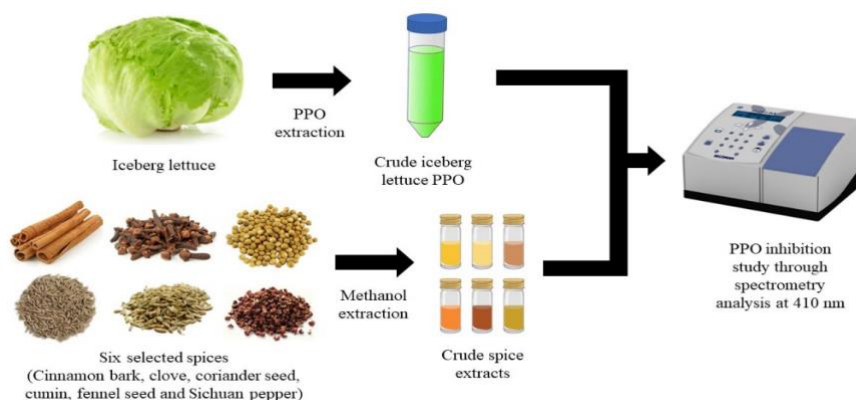 PPO
extraction
Iceberg lettuce
Crude iceberg
lettuce PPO
Methanol
extraction
Six selected spices
(Cinnamon bark, clove, coriander seed,
cumin, fennel seed and Sichuan pepper)
Crude spice
extracts
PPO inhibition
study through
spectrometry
analysis at 410 nm